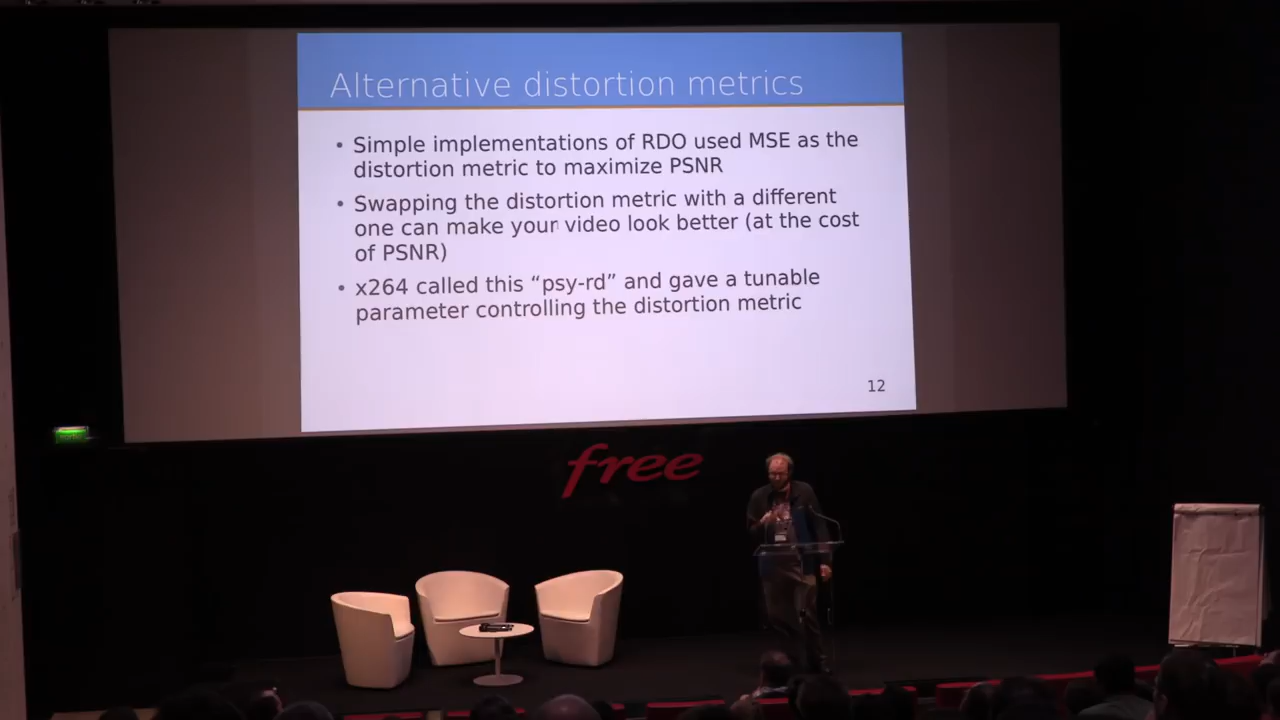 Alternative distortion metrics
• Simple implementations of RDO used MSE as the
distortion metric to maximize PSNR
• Swapping the distortion metric with a different
one can make your video look better (at the cost
of PSNR)
• x264 called this “psy-rd” and gave a tunable
parameter controlling the distortion metric
12
free